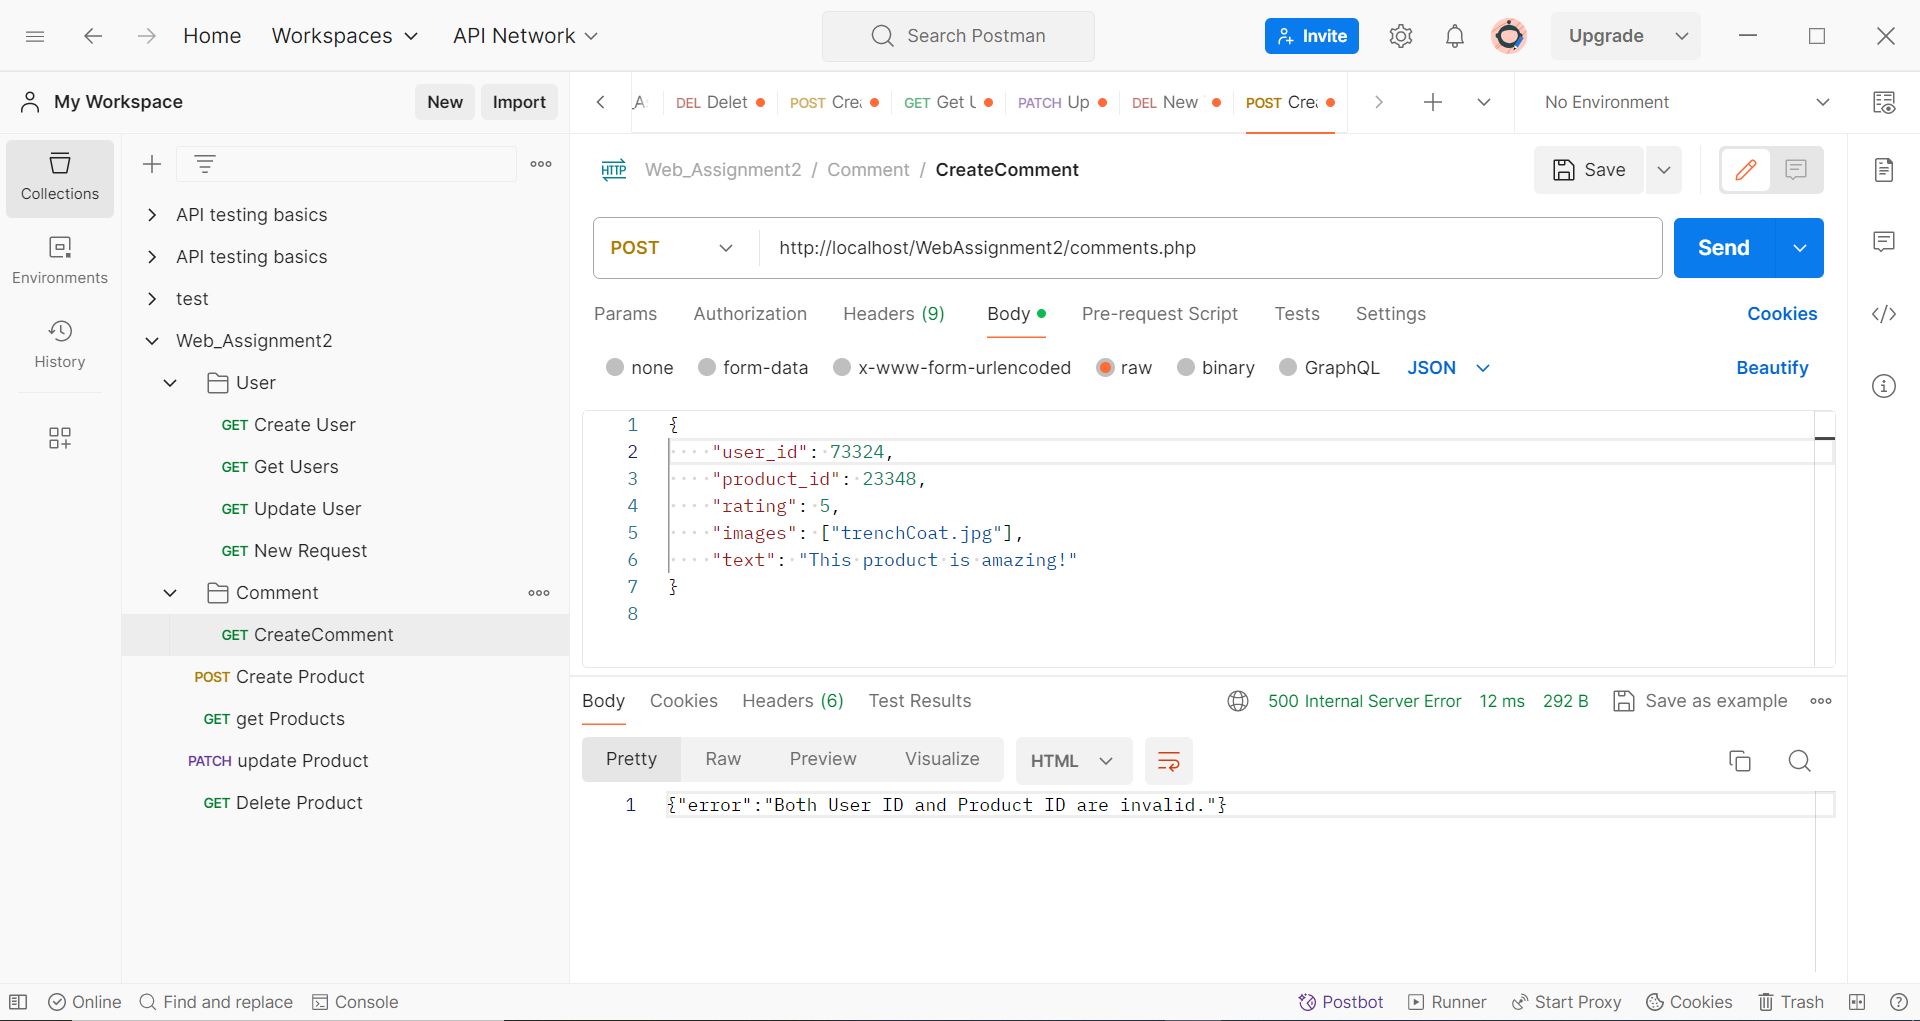 Home Workspaces API Network Search Postman Invite Upgrade
My Workspace New Import DEL Delet POST Cre GET Get PATCH Up DEL New POST Cre No Environment
Collections
Environments
History
API testing basics
API testing basics
test
Web_Assignment2
User
GET Create User
GET Get Users
GET Update User
GET New Request
Comment
GET CreateComment
POST Create Product
GET get Products
PATCH update Product
GET Delete Product
HTTP Web_Assignment2 / Comment / CreateComment Save
POST http://localhost/WebAssignment2/comments.php Send
Params Authorization Headers (9) Body Pre-request Script Tests Settings Cookies
none form-data x-www-form-urlencoded raw binary GraphQL JSON Beautify
1 {
2 "user_id": 73324,
3 "product_id": 23348,
4 "rating": 5,
5 "images": ["trenchCoat.jpg"],
6 "text": "This product is amazing!"
7 }
8
Body Cookies Headers (6) Test Results 500 Internal Server Error 12 ms 292 B Save as example
Pretty Raw Preview Visualize HTML
1 {"error":"Both User ID and Product ID are invalid."}
Online Find and replace Console Postbot Runner Start Proxy Cookies Trash